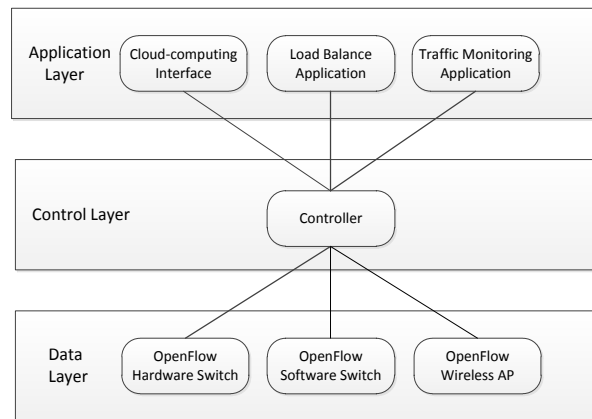 Application
Layer
Cloud-computing
Interface
Load Balance
Application
Traffic Monitoring
Application
Control Layer
Controller
Data
Layer
OpenFlow
Hardware Switch
OpenFlow
Software Switch
OpenFlow
Wireless AP